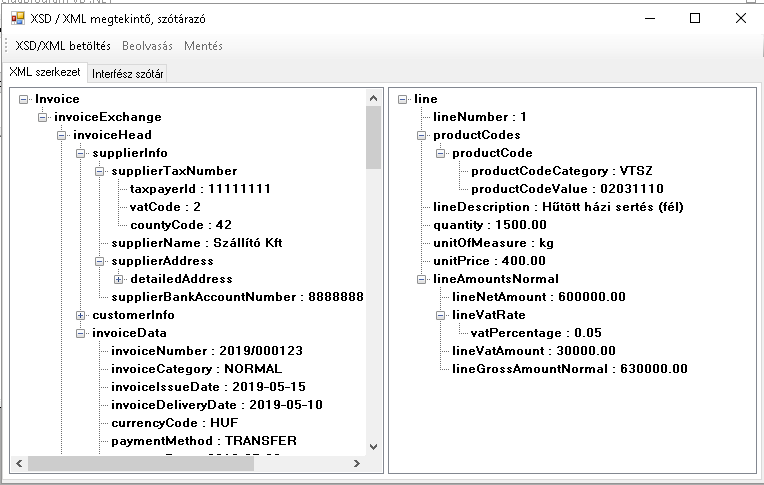 XSD / XML megtekintő, szótárazó
XSD/XML betöltés Beolvasás Mentés
XML szerkezet Interfész szótár
Invoice
invoiceExchange
invoiceHead
supplierInfo
supplierTaxNumber
taxpayerId : 11111111
vatCode : 2
countyCode : 42
supplierName : Szállító Kft
supplierAddress
detailedAddress
supplierBankAccountNumber : 8888888
customerInfo
invoiceData
invoiceNumber : 2019/000123
invoiceCategory : NORMAL
invoiceIssueDate : 2019-05-15
invoiceDeliveryDate : 2019-05-10
currencyCode : HUF
paymentMethod : TRANSFER
line
lineNumber : 1
productCodes
productCode
productCodeCategory : VTSZ
productCodeValue : 02031110
lineDescription : Hűtött házi sertés (fél)
quantity : 1500.00
unitOfMeasure : kg
unitPrice : 400.00
lineAmountsNormal
lineNetAmount : 600000.00
lineVatRate
vatPercentage : 0.05
lineVatAmount : 30000.00
lineGrossAmountNormal : 630000.00